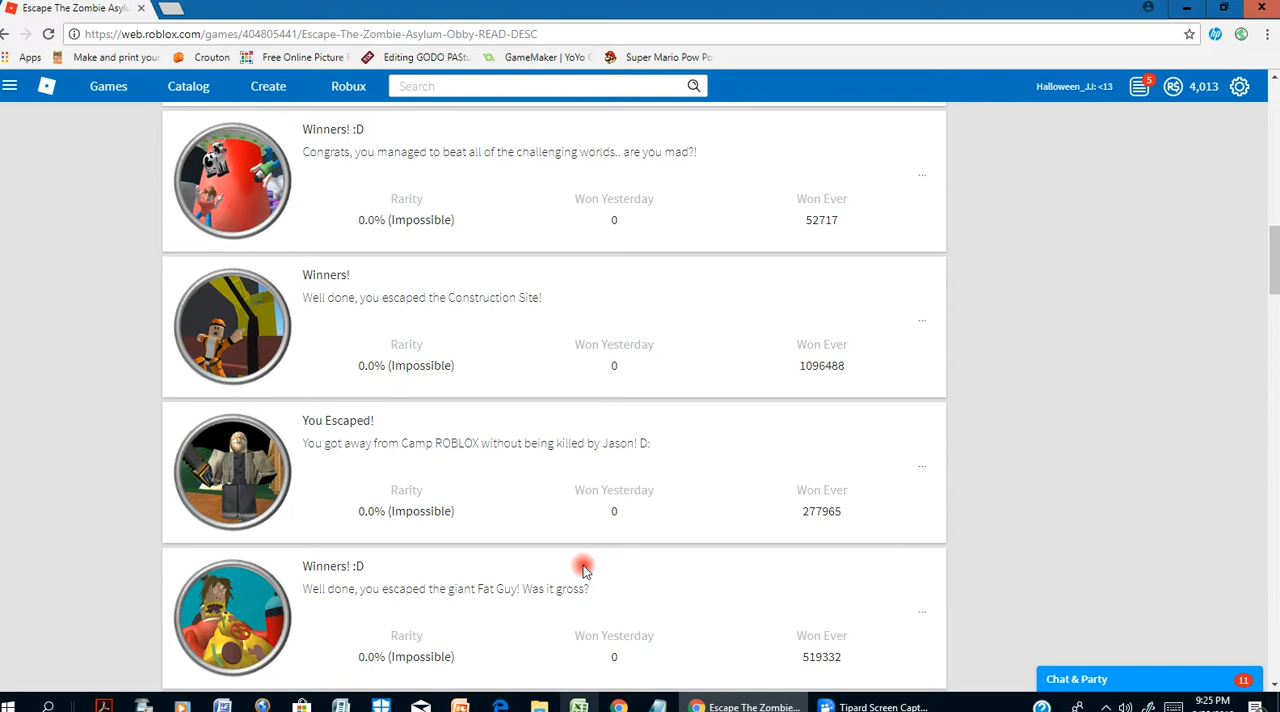 Escape The Zombie Asylu
https://web.roblox.com/games/404805441/Escape-The-Zombie-Asylum-Obby-READ-DESC
Apps Make and print your Crouton Free Online Picture Editing GODO PAStu GameMaker | YoYo G Super Mario Pow Po
Games Catalog Create Robux Search Halloween_JJ: <13 5 R$ 4,013
Winners! :D
Congrats, you managed to beat all of the challenging worlds.. are you mad?!
...
Rarity Won Yesterday Won Ever
0.0% (Impossible) 0 52717
Winners!
Well done, you escaped the Construction Site!
...
Rarity Won Yesterday Won Ever
0.0% (Impossible) 0 1096488
You Escaped!
You got away from Camp ROBLOX without being killed by Jason! D:
...
Rarity Won Yesterday Won Ever
0.0% (Impossible) 0 277965
Winners! :D
Well done, you escaped the giant Fat Guy! Was it gross?
...
Rarity Won Yesterday Won Ever
0.0% (Impossible) 0 519332
Chat & Party 11
Escape The Zombie... Tipard Screen Capt... 9:25 PM